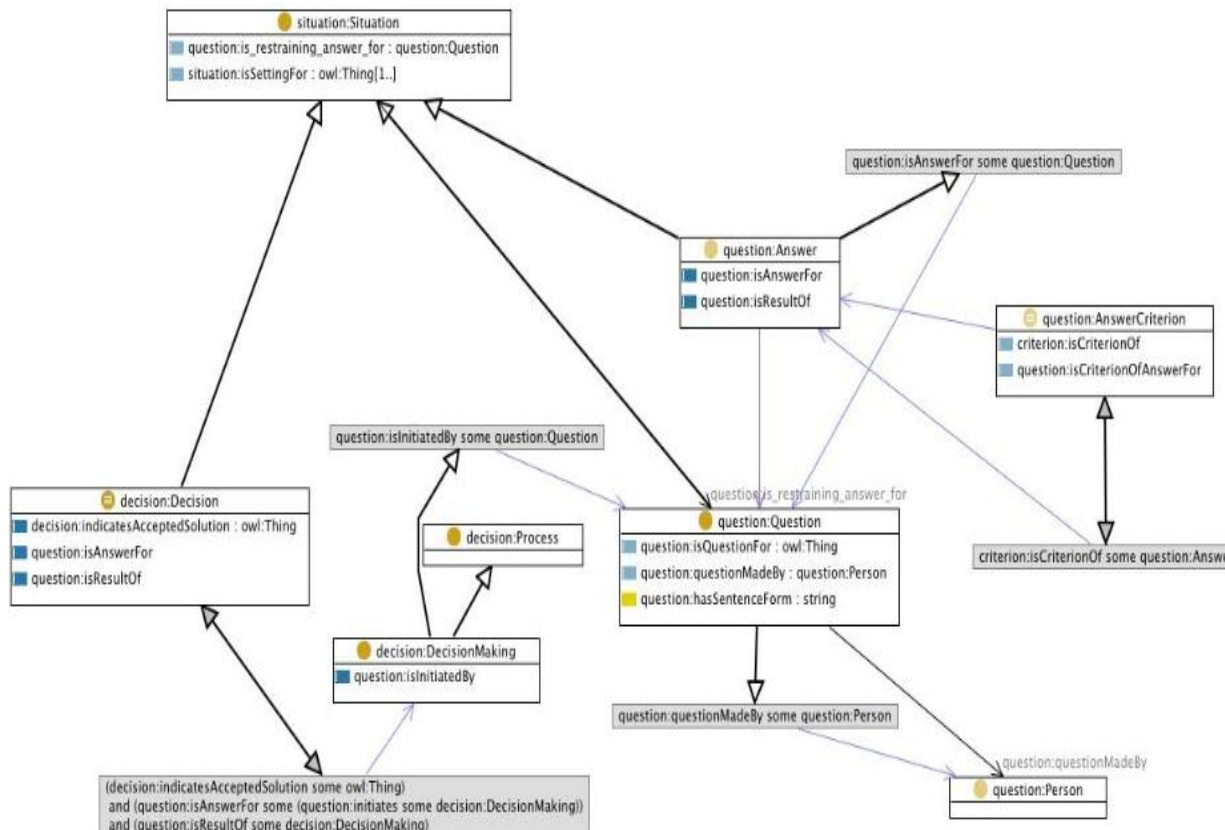 situation:Situation
question:is_restraining_answer_for : question:Question
situation:isSettingFor : owl:Thing[1..]
question:isAnswerFor some question:Question
question:Answer
question:isAnswerFor
question:isResultOf
question:AnswerCriterion
criterion:isCriterionOf
question:isCriterionOfAnswerFor
question:isInitiatedBy some question:Question
decision:Decision
decision:indicatesAcceptedSolution : owl:Thing
question:isAnswerFor
question:isResultOf
decision:Process
question:is_restraining_answer_for
question:Question
question:isQuestionFor : owl:Thing
question:questionMadeBy : question:Person
question:hasSentenceForm : string
criterion:isCriterionOf some question:Answe
decision:DecisionMaking
question:isInitiatedBy
question:questionMadeBy some question:Person
question:questionMadeBy
question:Person
(decision:indicatesAcceptedSolution some owl:Thing)
and (question:isAnswerFor some (question:initiates some decision:DecisionMaking))
and (question:isResultOf some decision:DecisionMaking)